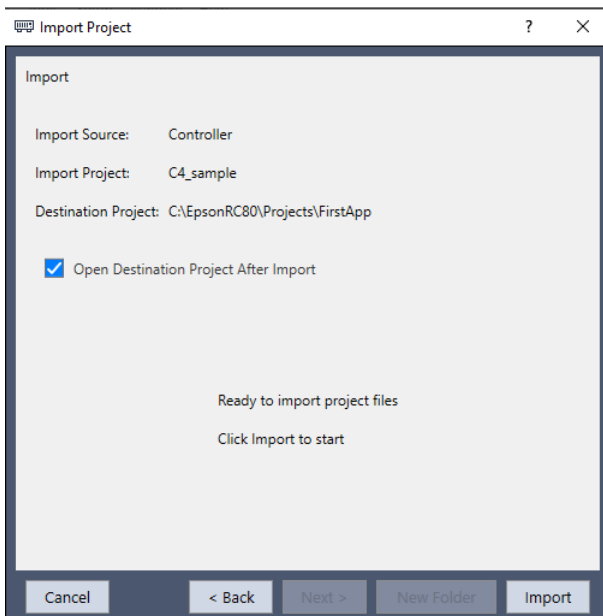 Import Project
?
Import
Import Source: Controller
Import Project: C4_sample
Destination Project: C:\EpsonRC80\Projects\FirstApp
Open Destination Project After Import
Ready to import project files
Click Import to start
Cancel < Back Next > New Folder Import